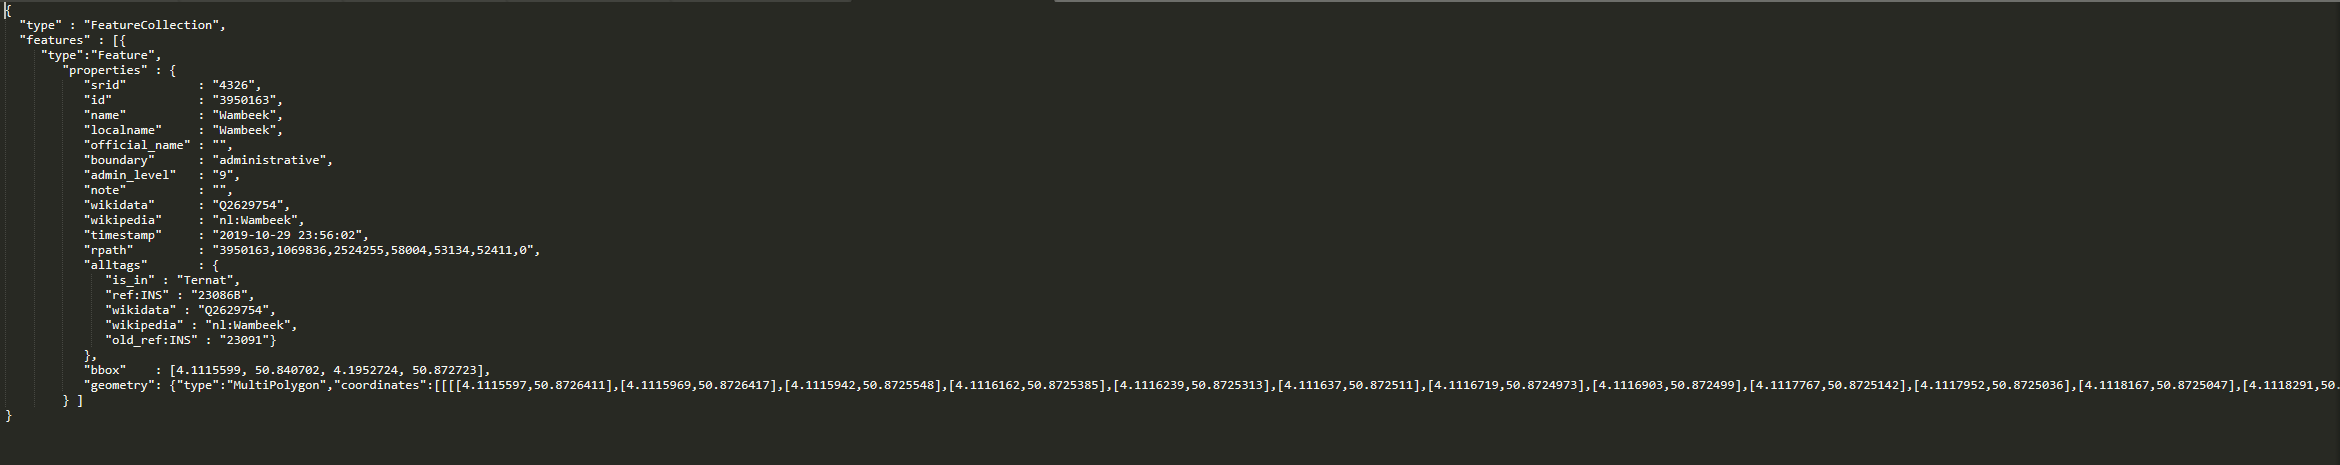 {
  "type" : "FeatureCollection",
  "features" : [{
     "type":"Feature",
        "properties" : {
           "srid"          : "4326",
           "id"            : "3950163",
           "name"          : "Wambeek",
           "localname"     : "Wambeek",
           "official_name" : "",
           "boundary"      : "administrative",
           "admin_level"   : "9",
           "note"          : "",
           "wikidata"      : "Q2629754",
           "wikipedia"     : "nl:Wambeek",
           "timestamp"     : "2019-10-29 23:56:02",
           "rpath"         : "3950163,1069836,2524255,58004,53134,52411,0",
           "alltags"       : {
              "is_in" : "Ternat",
              "ref:INS" : "23086B",
              "wikidata" : "Q2629754",
              "wikipedia" : "nl:Wambeek",
              "old_ref:INS" : "23091"}
           },
           "bbox"    : [4.1115599, 50.840702, 4.1952724, 50.872723],
           "geometry": {"type":"MultiPolygon","coordinates":[[[[4.1115597,50.8726411],[4.1115969,50.8726417],[4.1115942,50.8725548],[4.1116162,50.8725385],[4.1116239,50.8725313],[4.111637,50.872511],[4.1116719,50.8724973],[4.1116903,50.872499],[4.1117767,50.8725142],[4.1117952,50.8725036],[4.1118167,50.8725047],[4.1118291,50.
        } ]
}